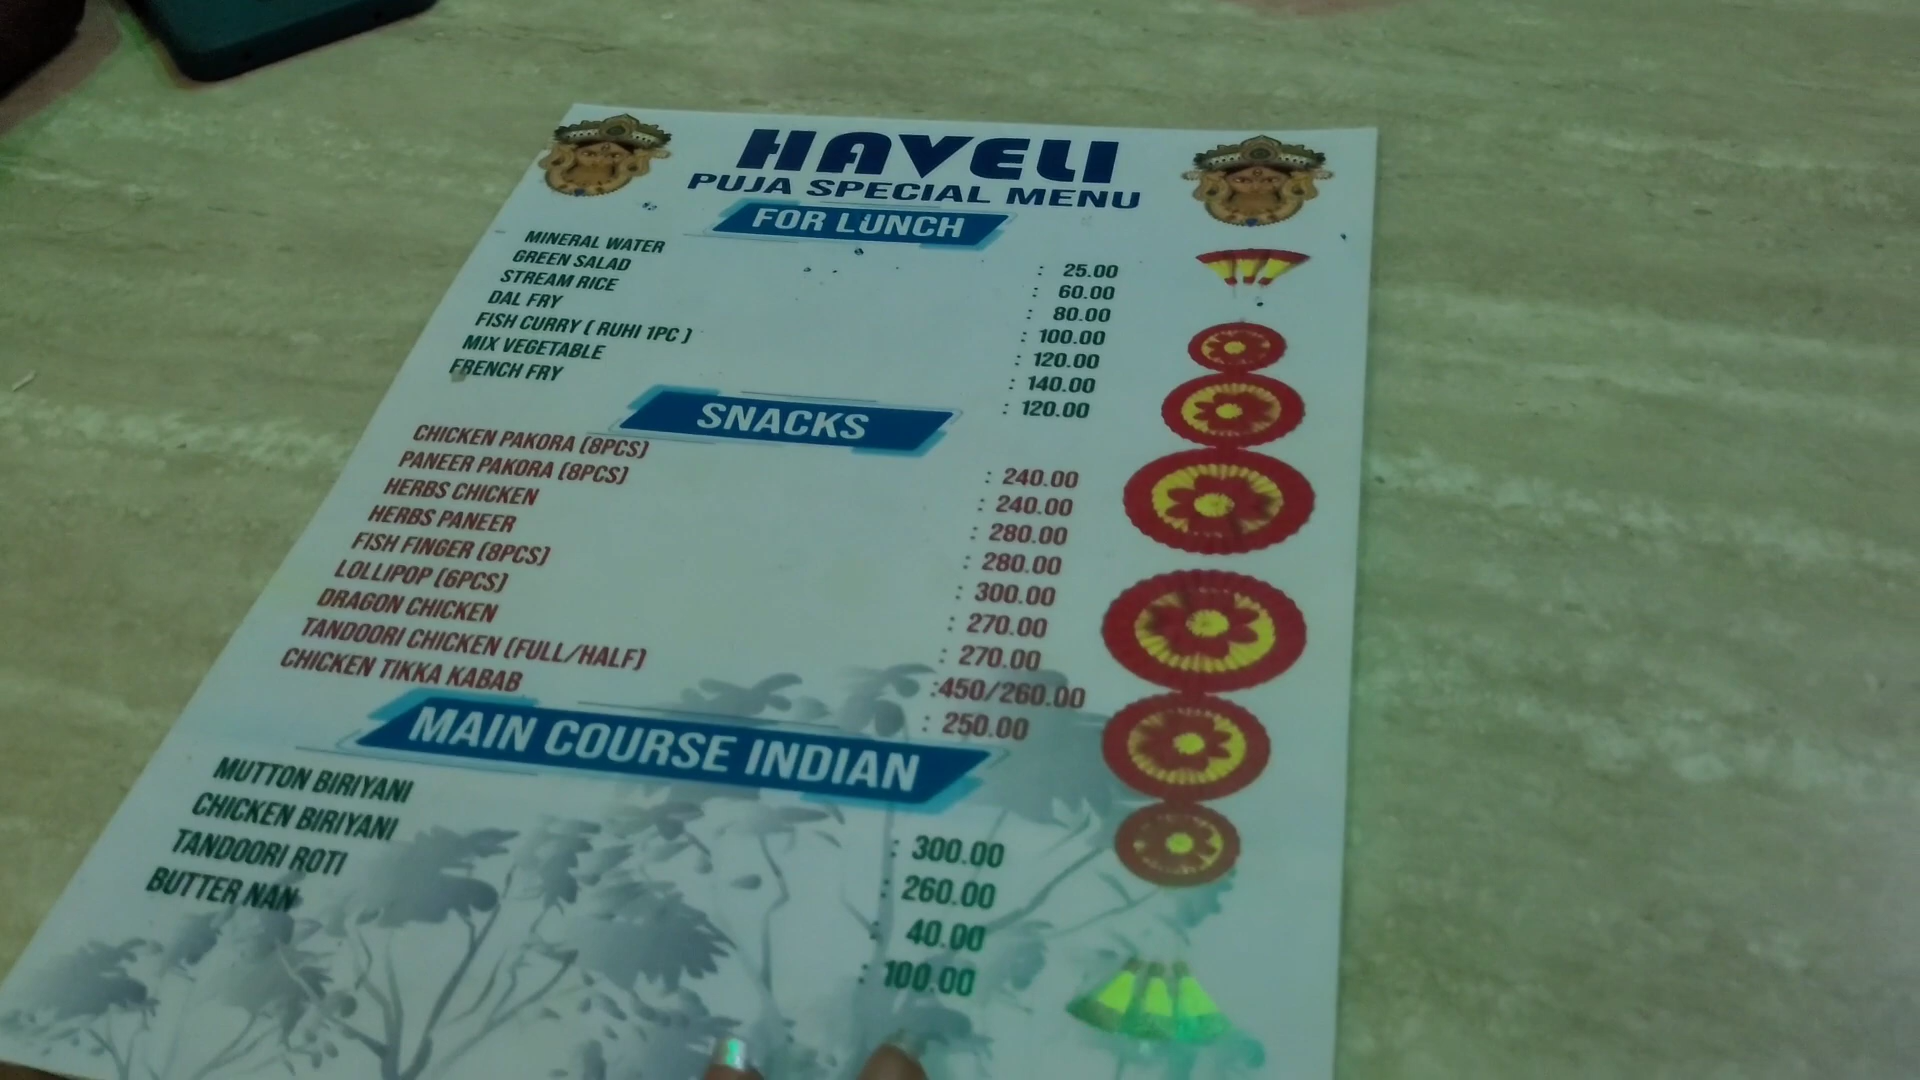 HAVELI
PUJA SPECIAL MENU
FOR LUNCH
MINERAL WATER : 25.00
GREEN SALAD : 60.00
STREAM RICE : 80.00
DAL FRY : 100.00
FISH CURRY ( RUHI 1PC ) : 120.00
MIX VEGETABLE : 140.00
FRENCH FRY : 120.00
SNACKS
CHICKEN PAKORA (8PCS) : 240.00
PANEER PAKORA (8PCS) : 240.00
HERBS CHICKEN : 280.00
HERBS PANEER : 280.00
FISH FINGER (8PCS) : 300.00
LOLLIPOP (6PCS) : 270.00
DRAGON CHICKEN : 270.00
TANDOORI CHICKEN (FULL/HALF) :450/260.00
CHICKEN TIKKA KABAB : 250.00
MAIN COURSE INDIAN
MUTTON BIRIYANI : 300.00
CHICKEN BIRIYANI : 260.00
TANDOORI ROTI : 40.00
BUTTER NAN : 100.00